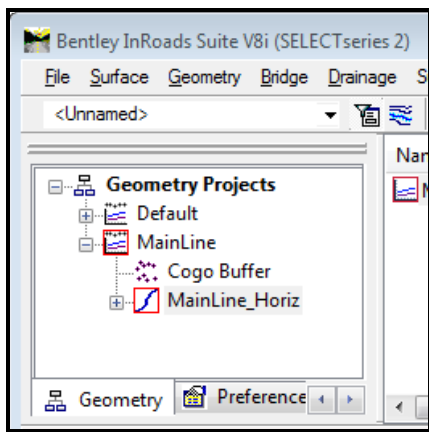 Bentley InRoads Suite V8i (SELECTseries 2)
File Surface Geometry Bridge Drainage
<Unnamed>
Geometry Projects
Default
MainLine
Cogo Buffer
MainLine_Horiz
Geometry Preference